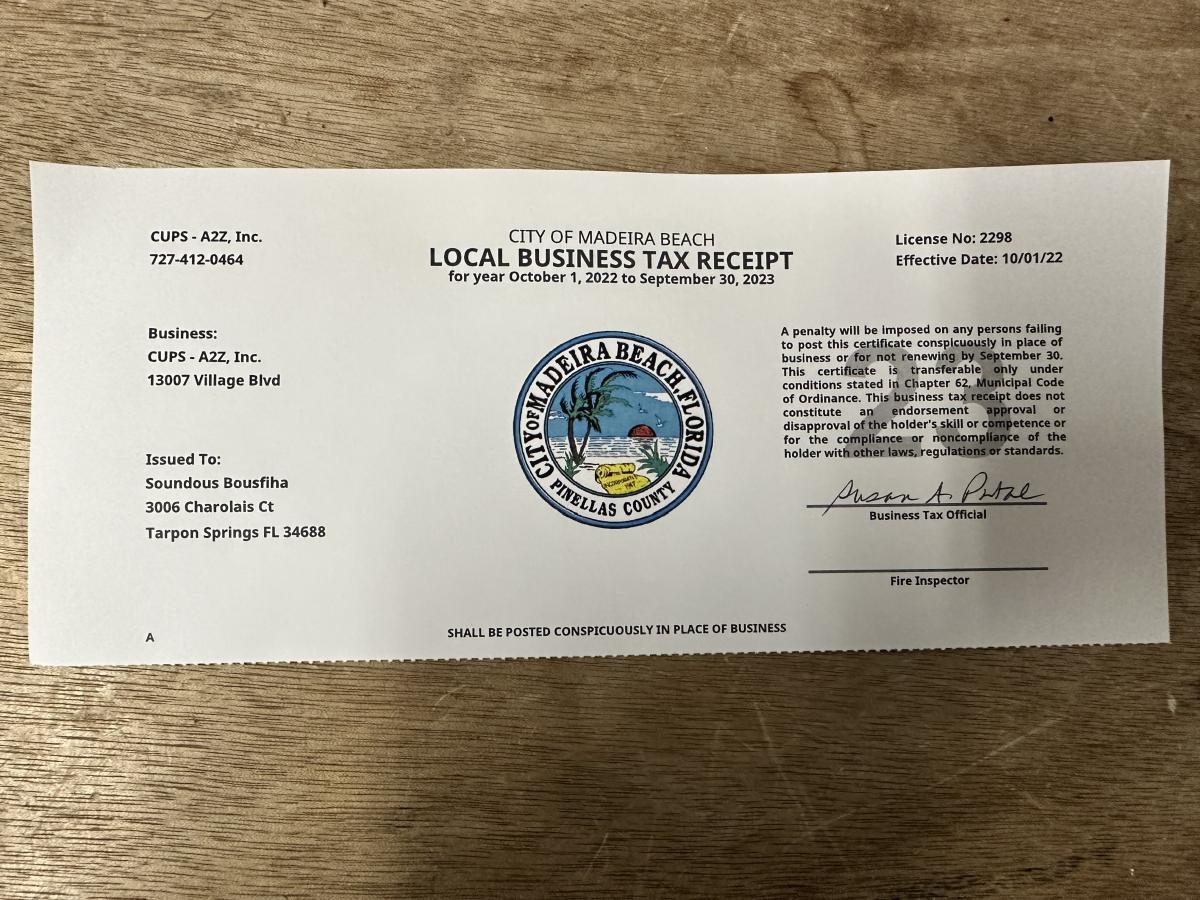 CUPS - A2Z, Inc.
727-412-0464
CITY OF MADEIRA BEACH
LOCAL BUSINESS TAX RECEIPT
for year October 1, 2022 to September 30, 2023
License No: 2298
Effective Date: 10/01/22
Business:
CUPS - A2Z, Inc.
13007 Village Blvd
Issued To:
Soundous Bousfiha
3006 Charolais Ct
Tarpon Springs FL 34688
CITY OF MADEIRA BEACH, FLORIDA
PINELLAS COUNTY
INCORPORATED
1947
23
A penalty will be imposed on any persons failing
to post this certificate conspicuously in place of
business or for not renewing by September 30.
This certificate is transferable only under
conditions stated in Chapter 62, Municipal Code
of Ordinance. This business tax receipt does not
constitute an endorsement approval or
disapproval of the holder's skill or competence or
for the compliance or noncompliance of the
holder with other laws, regulations or standards.
Susan A.
Business Tax Official
Fire Inspector
A
SHALL BE POSTED CONSPICUOUSLY IN PLACE OF BUSINESS